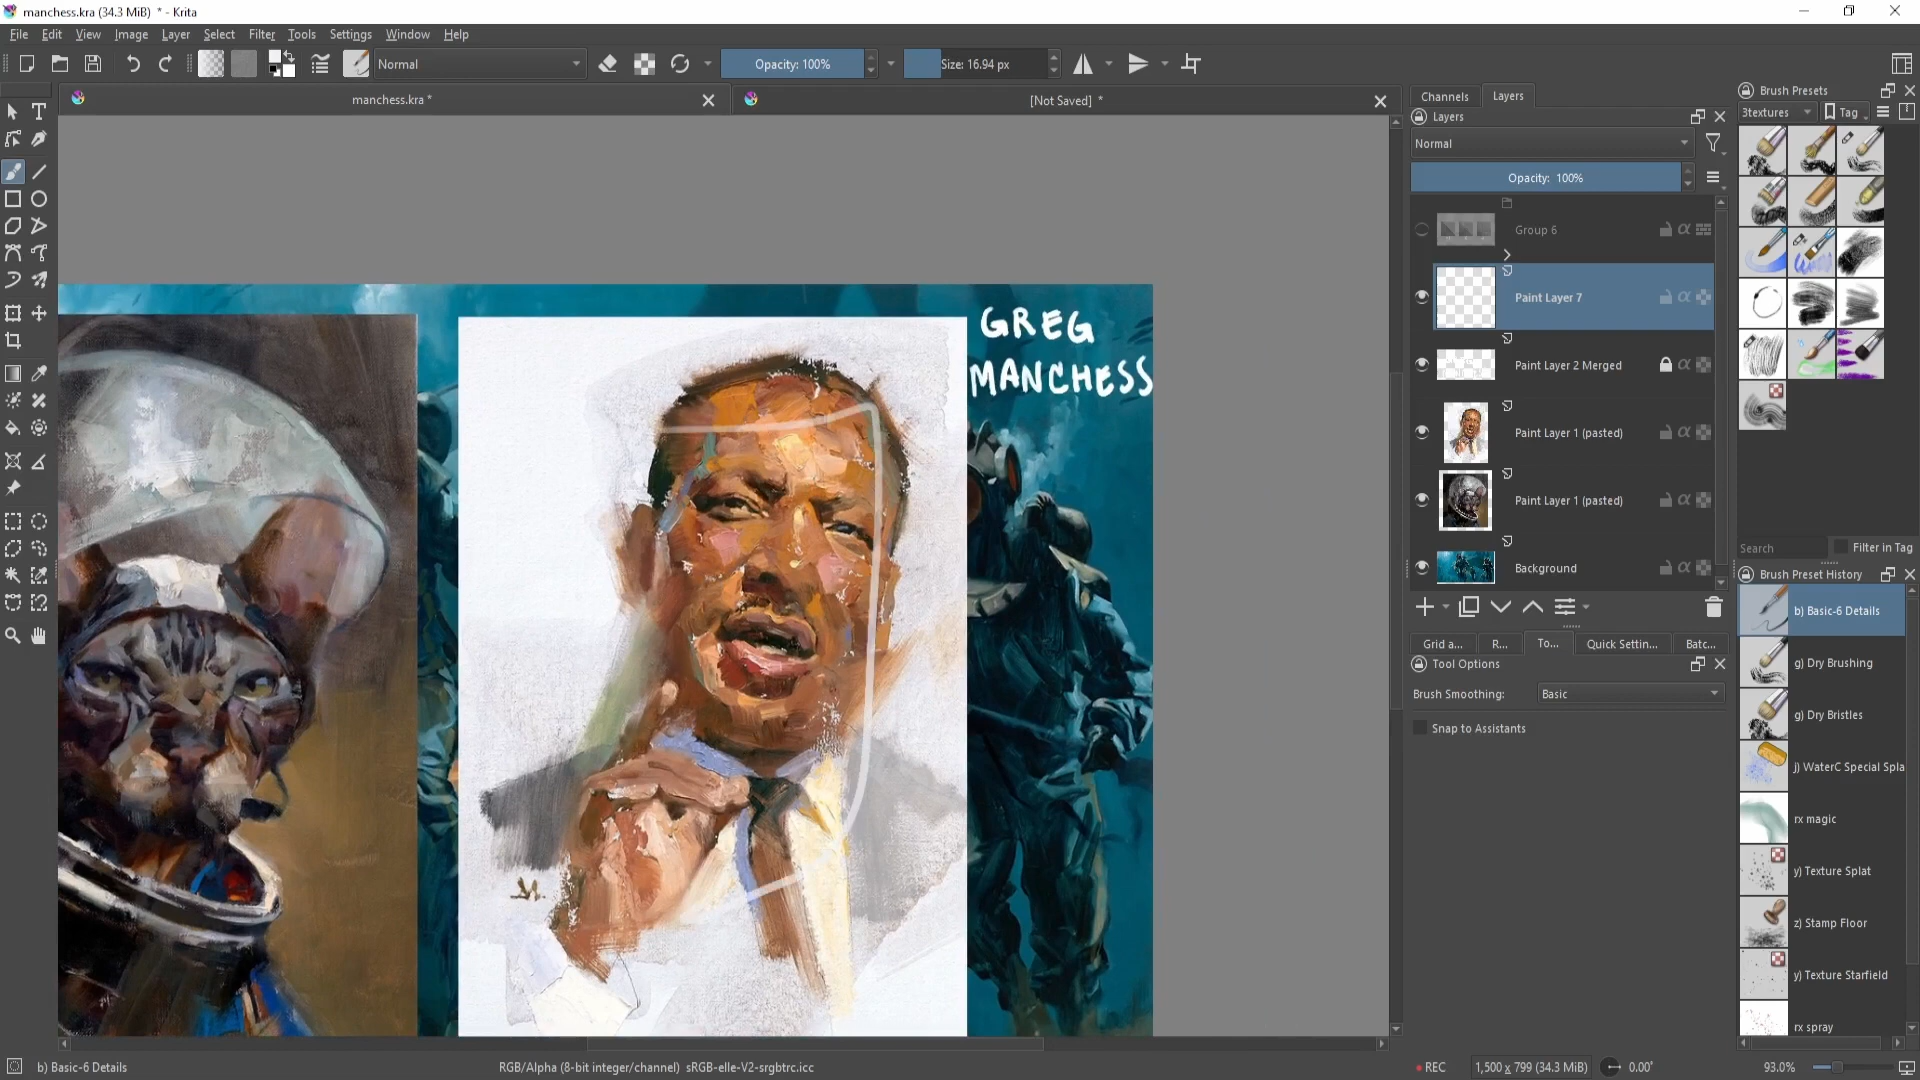 manchess.kra (34.3 MiB) * - Krita
File Edit View Image Layer Select Filter Tools Settings Window Help
Normal Opacity: 100% Size: 16.94 px
manchess.kra *
[Not Saved] *
GREG
MANCHESS
Channels Layers
Layers
Normal
Opacity: 100%
Group 6
Paint Layer 7
Paint Layer 2 Merged
Paint Layer 1 (pasted)
Paint Layer 1 (pasted)
Background
Grid a... R... To... Quick Settin... Batc...
Tool Options
Brush Smoothing: Basic
Snap to Assistants
Brush Presets
3textures Tag
Search Filter in Tag
Brush Preset History
b) Basic-6 Details
g) Dry Brushing
g) Dry Bristles
j) WaterC Special Spla
rx magic
y) Texture Splat
z) Stamp Floor
y) Texture Starfield
rx spray
b) Basic-6 Details RGB/Alpha (8-bit integer/channel) sRGB-elle-V2-srgbtrc.icc REC 1,500 x 799 (34.3 MiB) 0.00° 93.0%